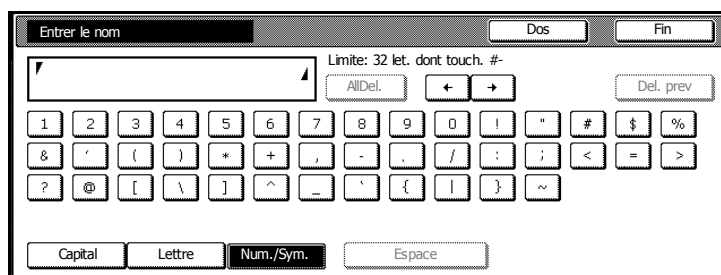 Entrer le nom Dos Fin
Limite: 32 let. dont touch. #-
AllDel. ← → Del. prev
1 2 3 4 5 6 7 8 9 0 ! " # $ %
& ' ( ) * + , - . / : ; < = >
? @ [ \ ] ^ _ ` { | } ~
Capital Lettre Num./Sym. Espace